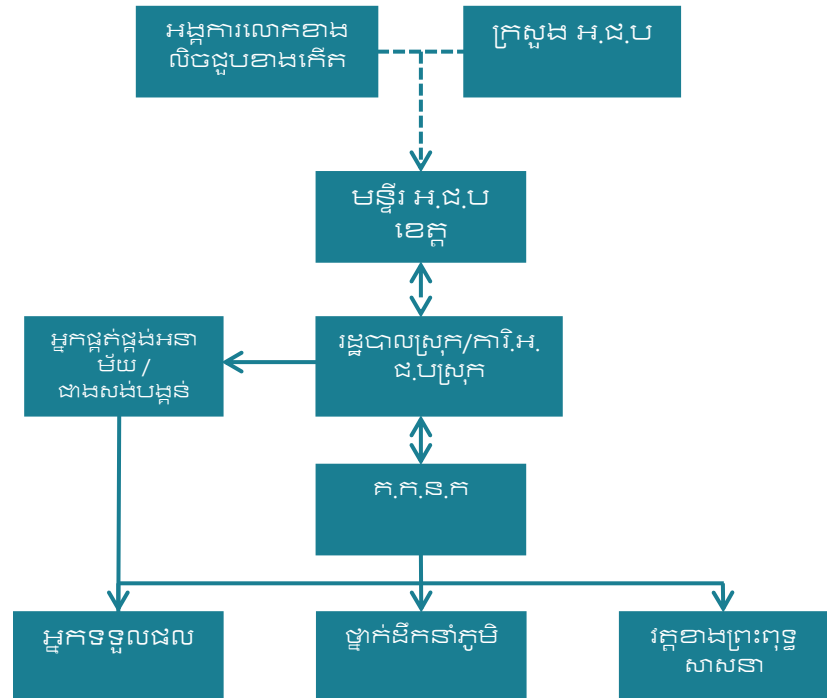 អង្គការលោកខាង
លិចជួបខាងកើត
ក្រសួង អ.ជ.ប
មន្ទីរ អ.ជ.ប
ខេត្ត
អ្នកផ្គត់ផ្គង់អនា
ម័យ /
ជាងសង់បង្គន់
រដ្ឋបាលស្រុក/ការិ.អ.
ជ.បស្រុក
គ.ក.ន.ក
អ្នកទទួលផល
ថ្នាក់ដឹកនាំភូមិ
វត្តខាងព្រះពុទ្ធ
សាសនា